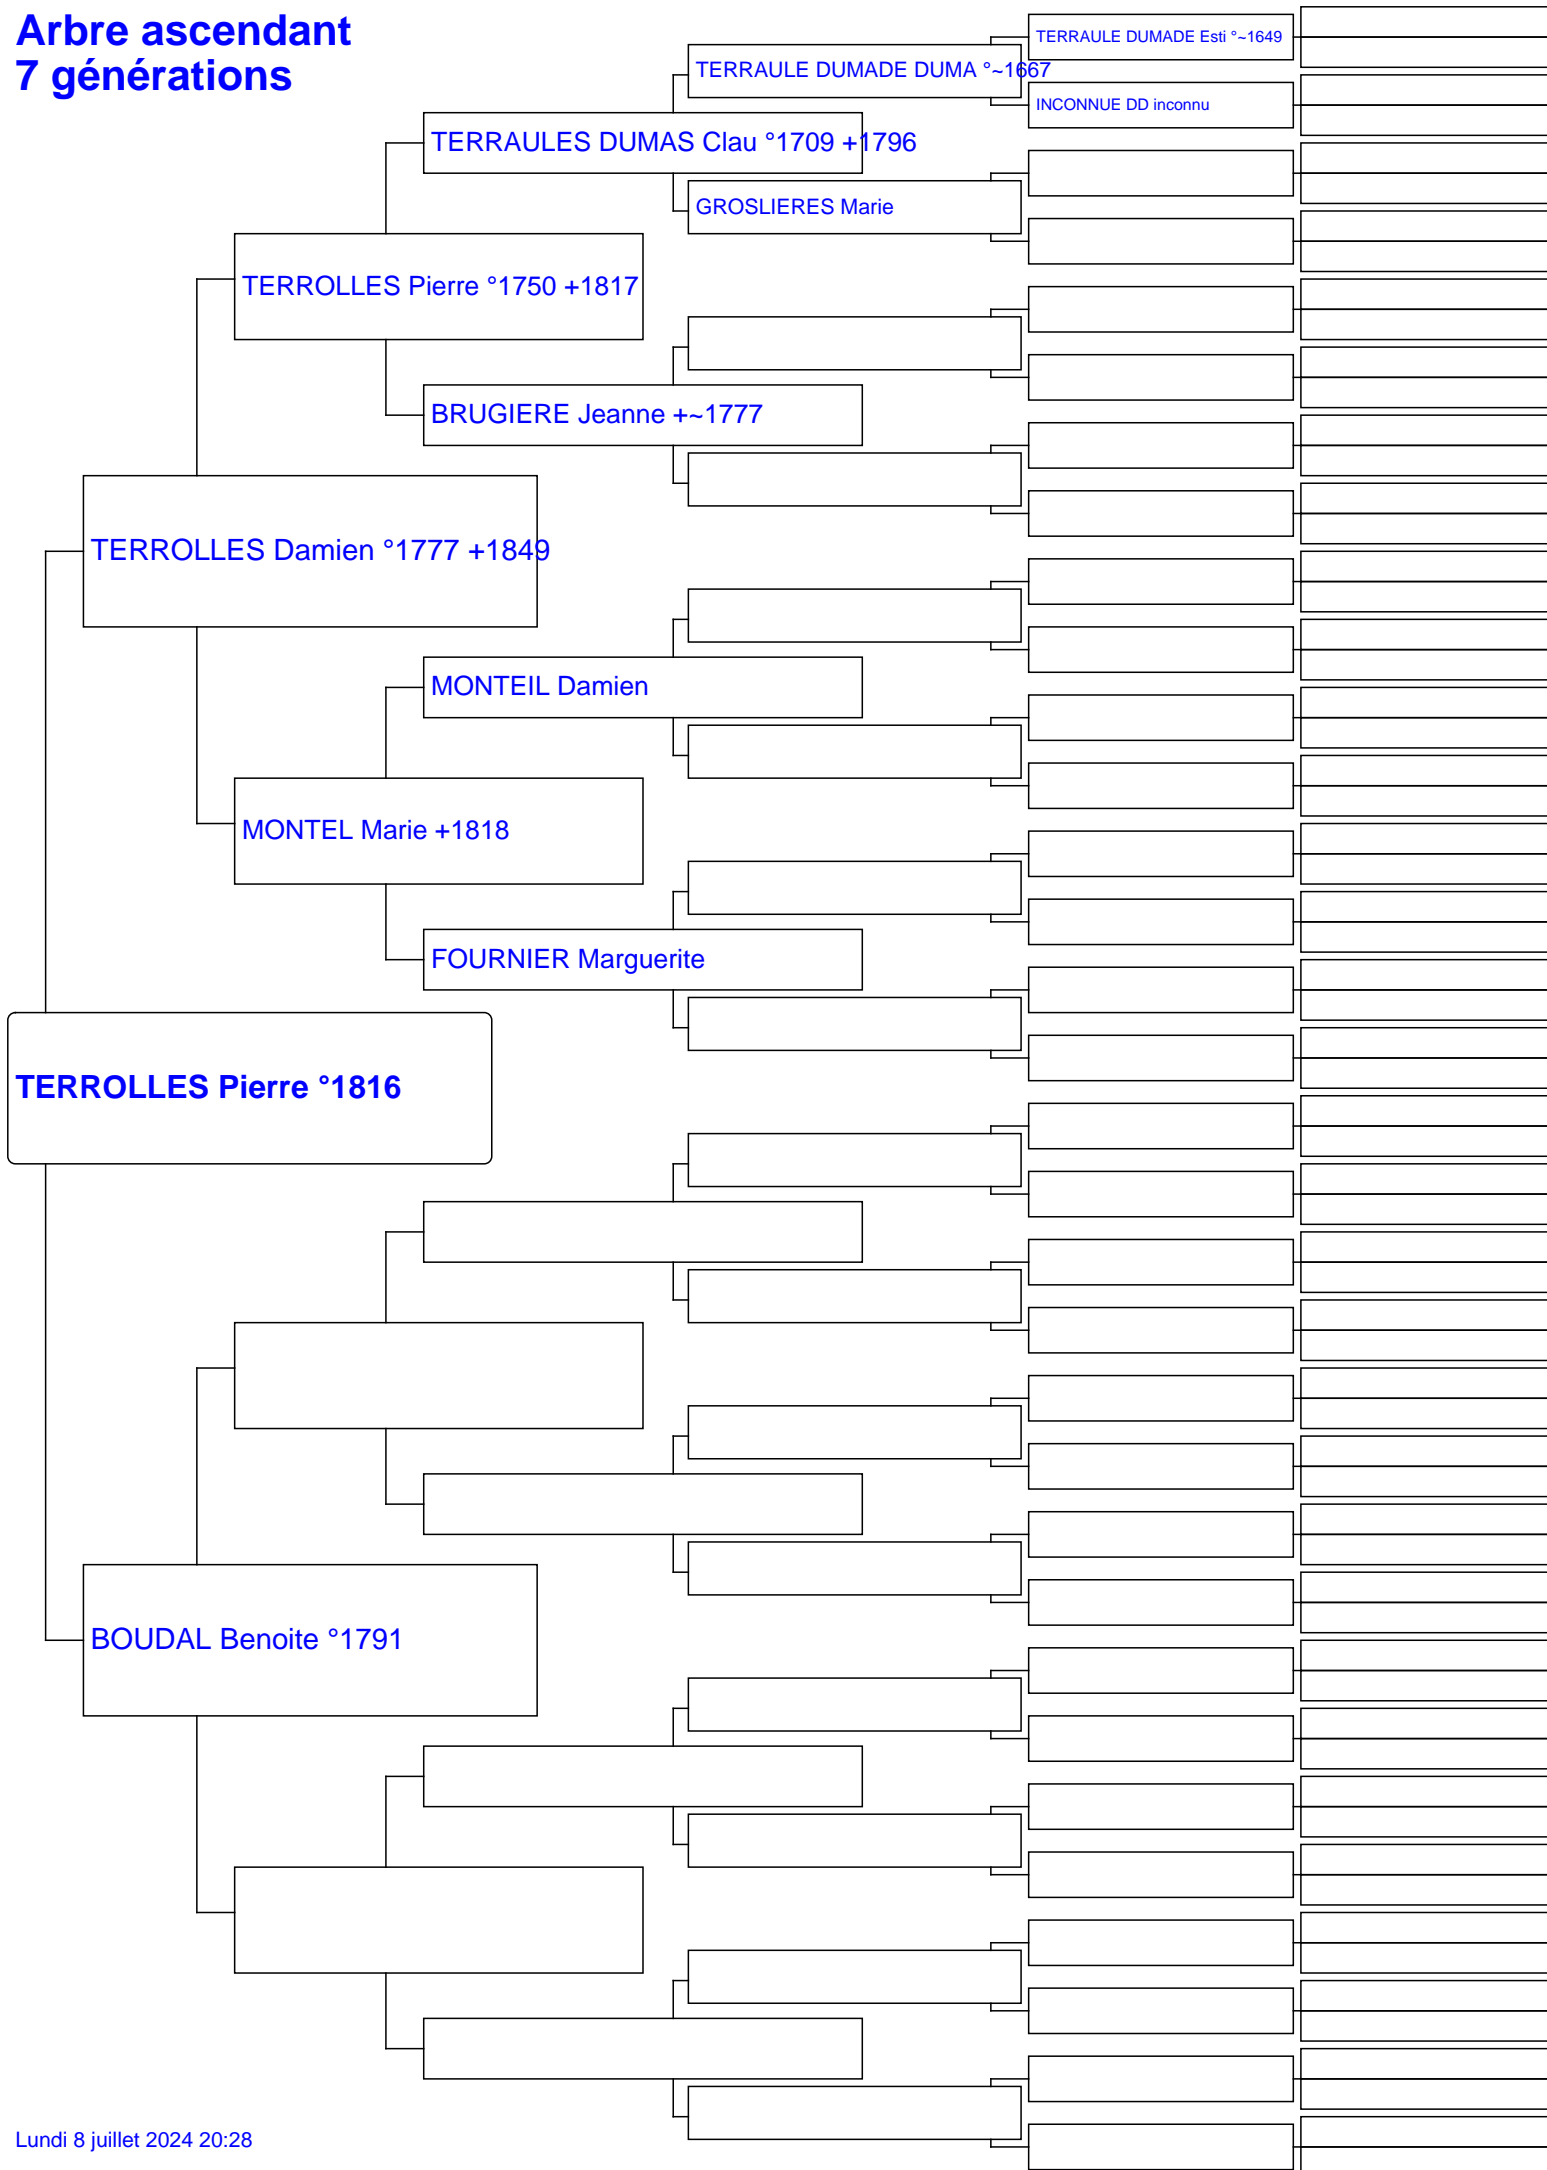 Arbre ascendant
7 générations
TERRAULE DUMADE Esti °~1649
TERRAULE DUMADE DUMA °~1667
INCONNUE DD inconnu
TERRAULES DUMAS Clau °1709 +1796
GROSLIERES Marie
TERROLLES Pierre °1750 +1817
BRUGIERE Jeanne +~1777
TERROLLES Damien °1777 +1849
MONTEIL Damien
MONTEL Marie +1818
FOURNIER Marguerite
TERROLLES Pierre °1816
BOUDAL Benoite °1791
Lundi 8 juillet 2024 20:28